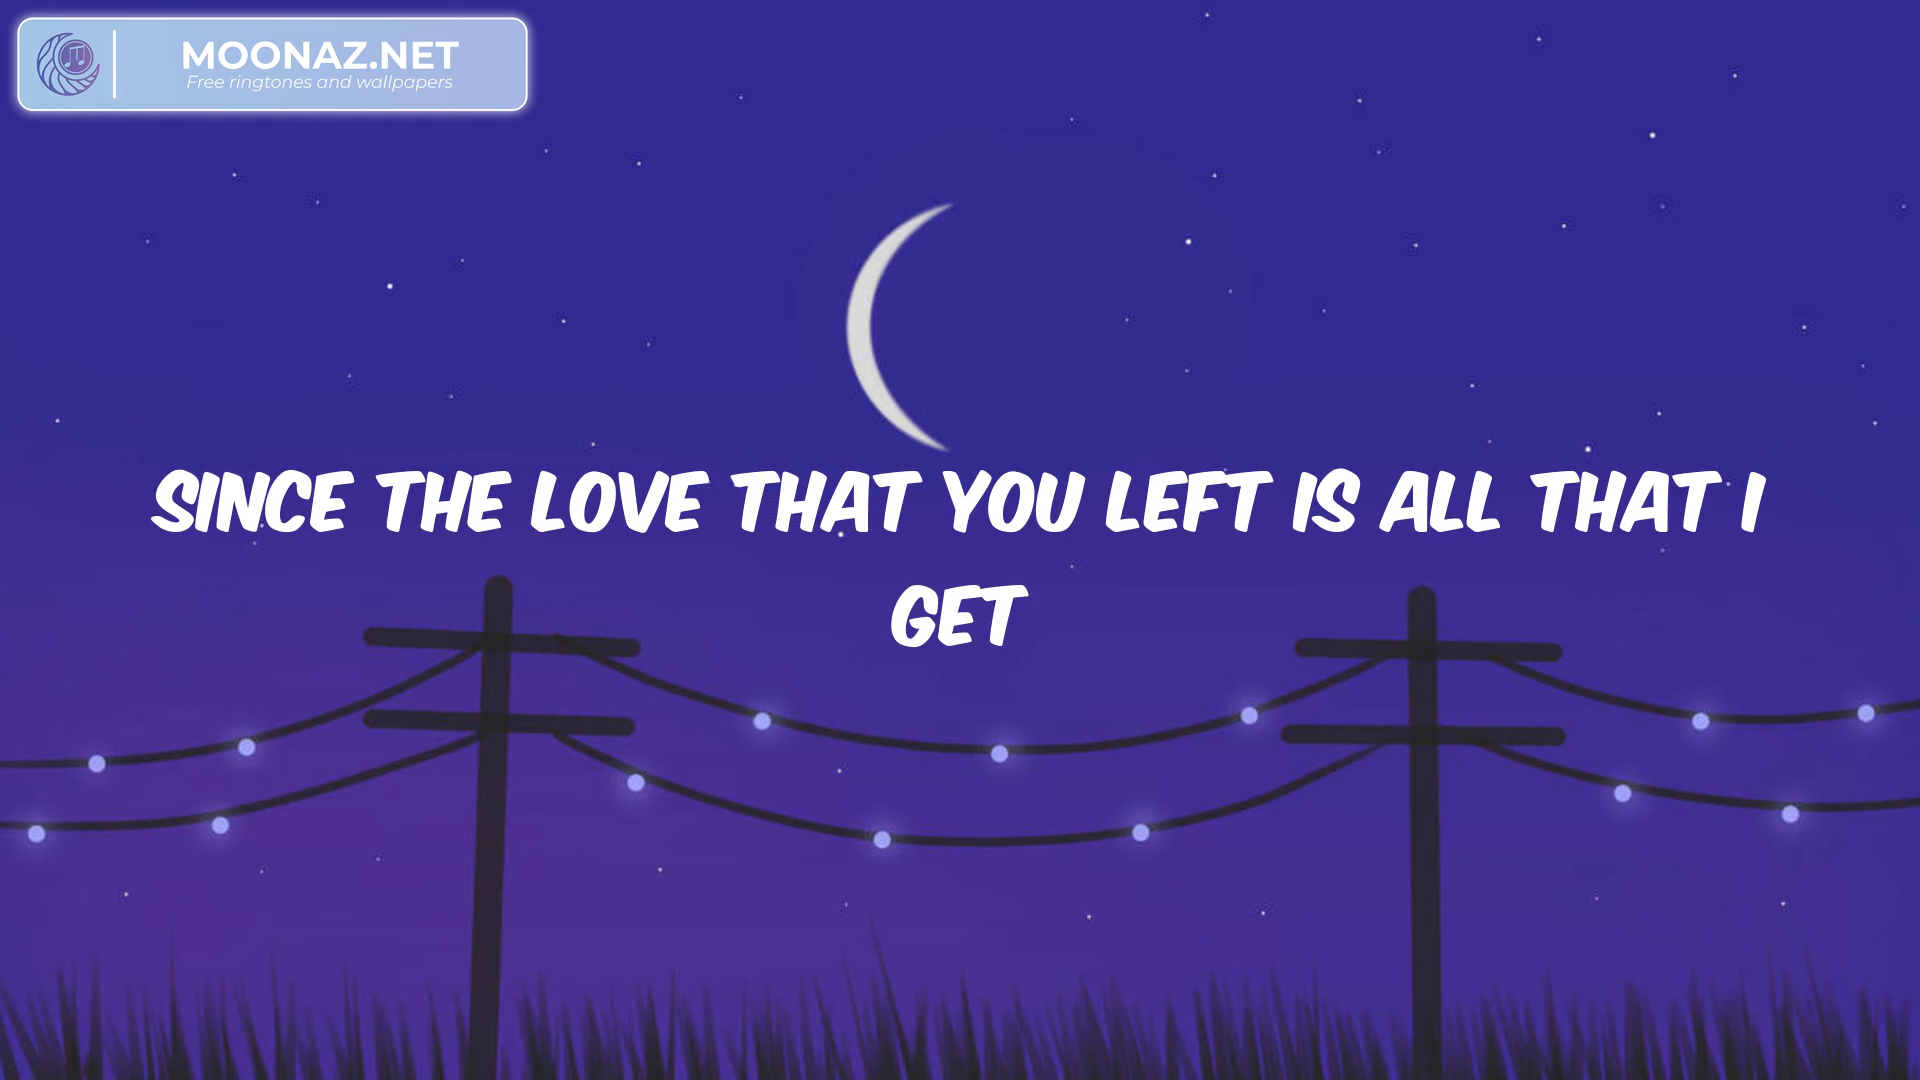 MOONAZ.NET
Free ringtones and wallpapers
SINCE THE LOVE THAT YOU LEFT IS ALL THAT I
GET